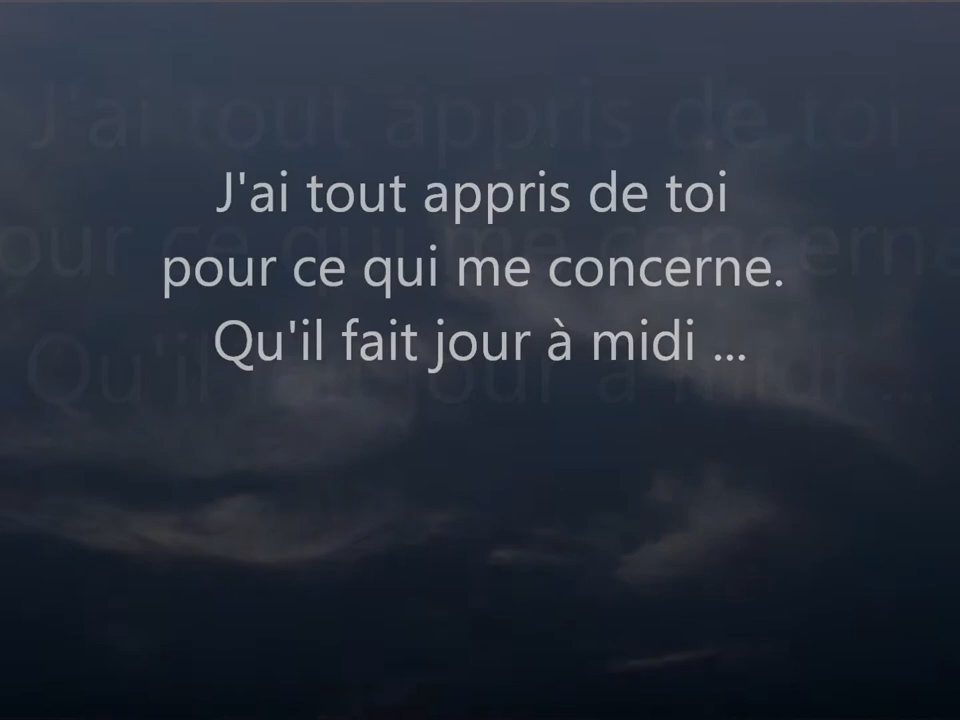 J'ai tout appris de toi
pour ce qui me concerne.
Qu'il fait jour à midi ...